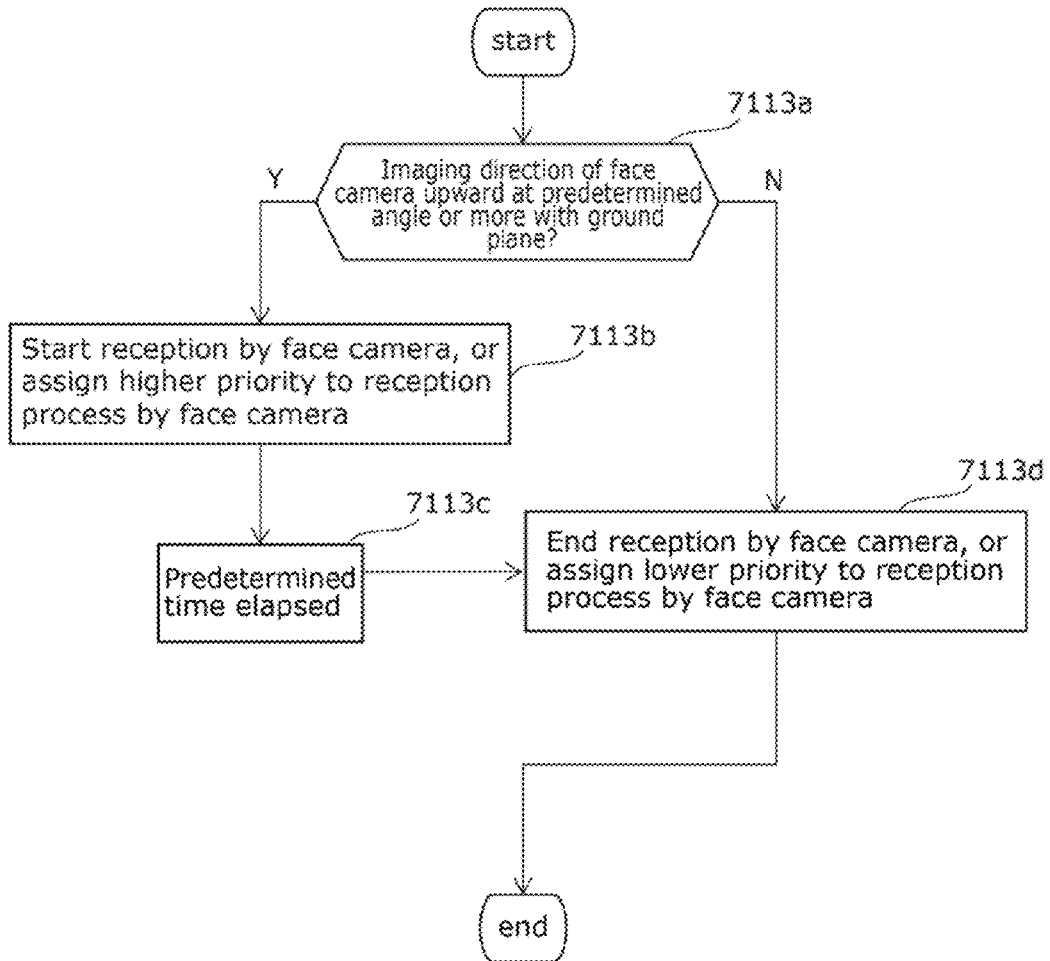 start
7113a
Imaging direction of face
camera upward at predetermined
angle or more with ground
plane?
Y
N
7113b
Start reception by face camera, or
assign higher priority to reception
process by face camera
7113c
Predetermined
time elapsed
7113d
End reception by face camera, or
assign lower priority to reception
process by face camera
end